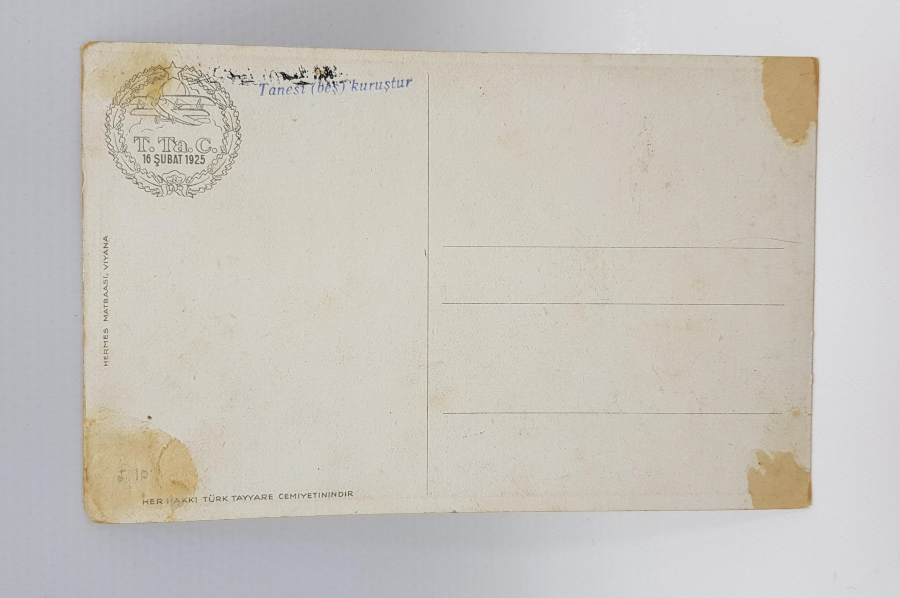 Tanesi (beş) kuruştur
T. Ta. C.
16 ŞUBAT 1925
HERMES MATBAASI, VİYANA
HER HAKKI TÜRK TAYYARE CEMİYETİNİNDİR